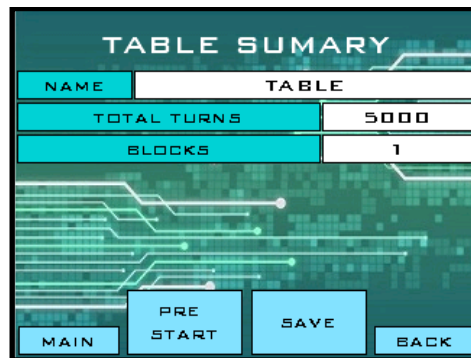 TABLE SUMARY
NAME TABLE
TOTAL TURNS 5000
BLOCKS 1
PRE
START
SAVE
MAIN
BACK